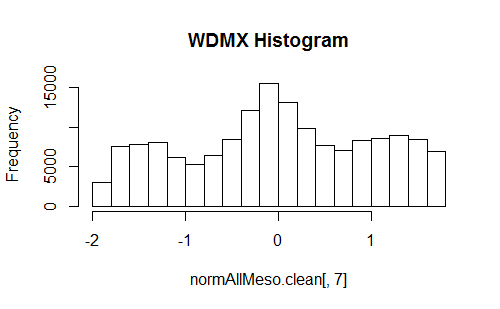 WDMX Histogram
Frequency
15000
5000
0
-2 -1 0 1
normAllMeso.clean[, 7]